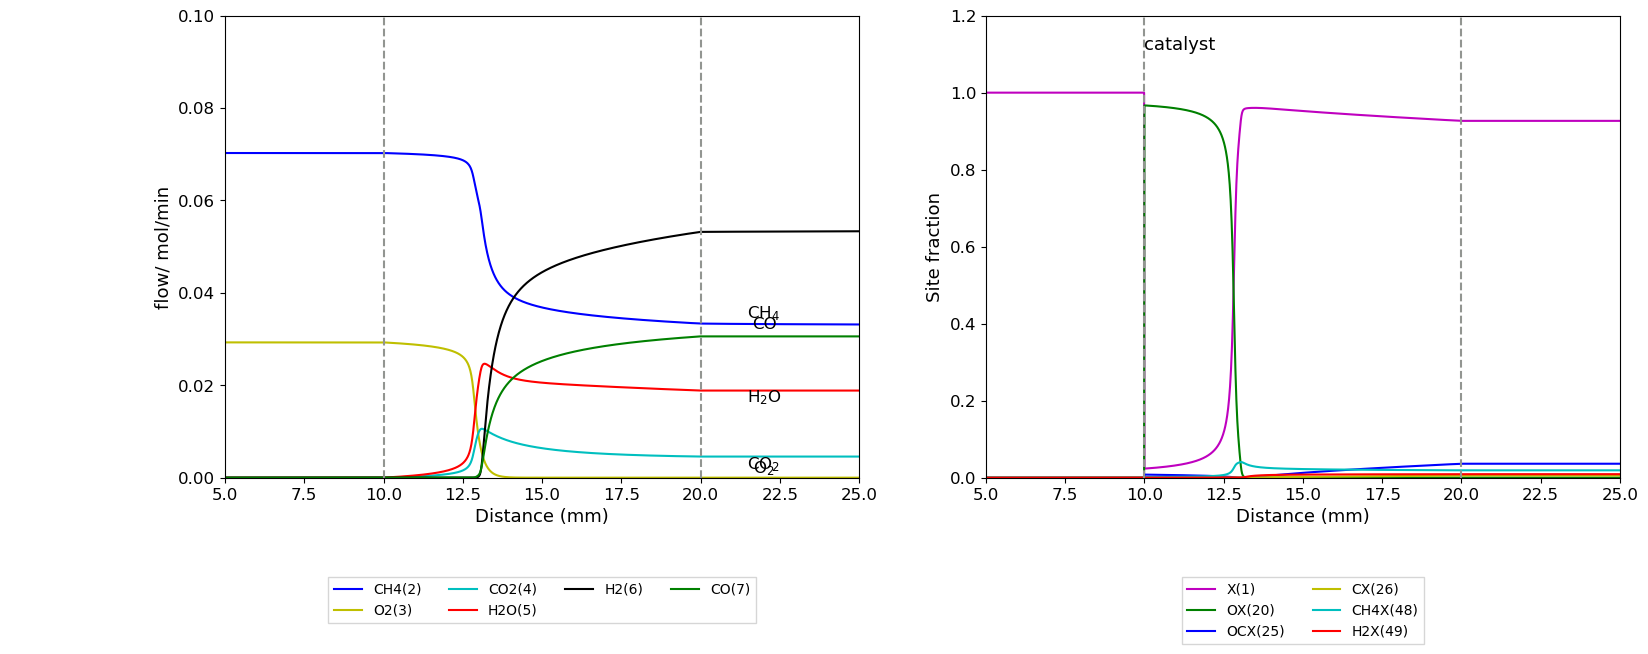 0.10
0.08
0.06
0.04
0.02
0.00
flow/ mol/min
CH₄
CO
H₂O
CO₂
O₂
5.0 7.5 10.0 12.5 15.0 17.5 20.0 22.5 25.0
Distance (mm)
CH4(2) CO2(4) H2(6) CO(7)
O2(3) H2O(5)
1.2
1.0
0.8
0.6
0.4
0.2
0.0
Site fraction
catalyst
5.0 7.5 10.0 12.5 15.0 17.5 20.0 22.5 25.0
Distance (mm)
X(1) CX(26)
OX(20) CH4X(48)
OCX(25) H2X(49)